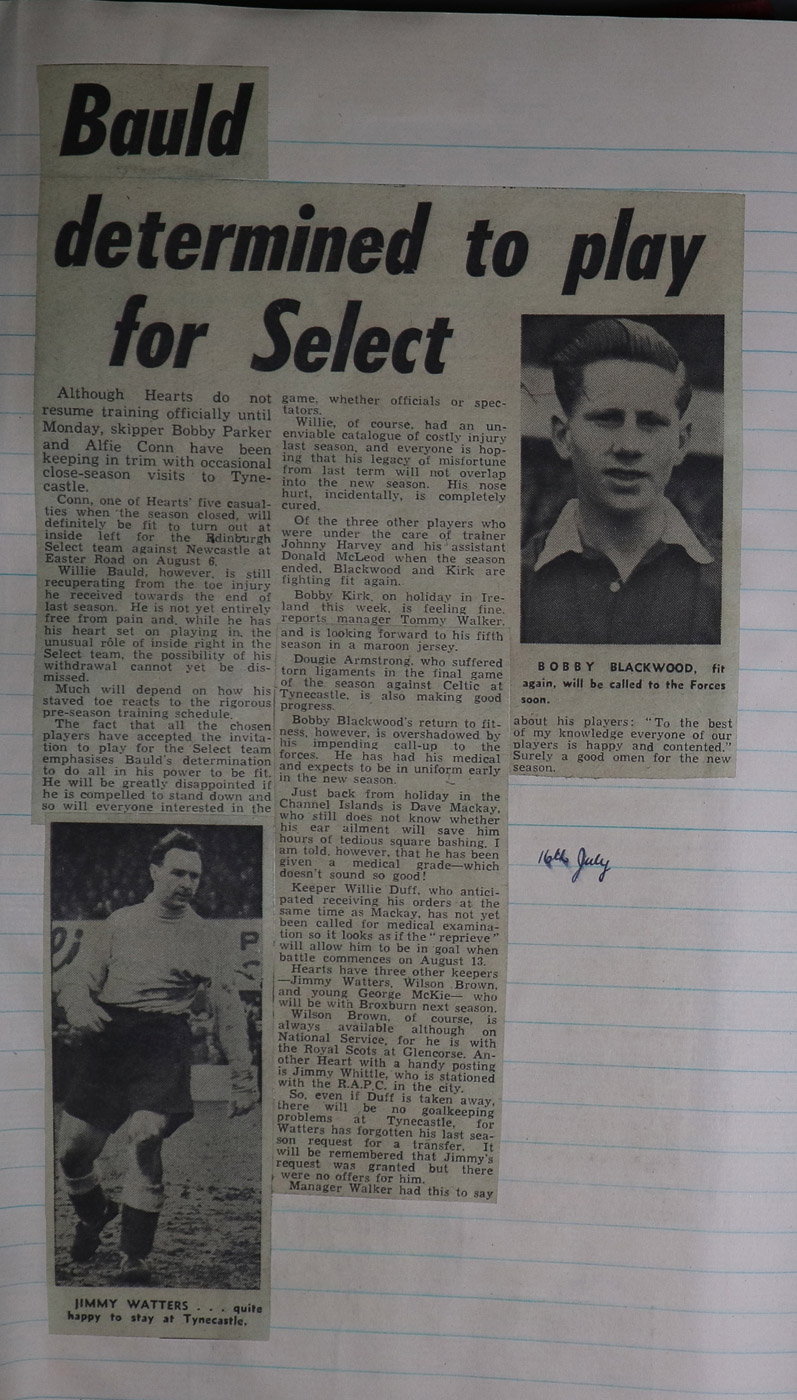 Bauld
determined to play
for Select
Although Hearts do not
resume training officially until
Monday, skipper Bobby Parker
and Alfie Conn have been
keeping in trim with occasional
close-season visits to Tyne-
castle.
Conn, one of Hearts' five casual-
ties when the season closed, will
definitely be fit to turn out at
inside left for the Edinburgh
Select team against Newcastle at
Easter Road on August 6.
Willie Bauld, however, is still
recuperating from the toe injury
he received towards the end of
last season. He is not yet entirely
free from pain and, while he has
his heart set on playing in the
unusual rôle of inside right in the
Select team, the possibility of his
withdrawal cannot yet be dis-
missed.
Much will depend on how his
staved toe reacts to the rigorous
pre-season training schedule.
The fact that all the chosen
players have accepted the invita-
tion to play for the Select team
emphasises Bauld's determination
to do all in his power to be fit.
He will be greatly disappointed if
he is compelled to stand down and
so will everyone interested in the
game, whether officials or spec-
tators.
Willie, of course, had an un-
enviable catalogue of costly injury
last season, and everyone is hop-
ing that his legacy of misfortune
from last term will not overlap
into the new season. His nose
hurt, incidentally, is completely
cured.
Of the three other players who
were under the care of trainer
Johnny Harvey and his assistant
Donald McLeod when the season
ended, Blackwood and Kirk are
fighting fit again.
Bobby Kirk, on holiday in Ire-
land this week, is feeling fine,
reports manager Tommy Walker,
and is looking forward to his fifth
season in a maroon jersey.
Dougie Armstrong, who suffered
torn ligaments in the final game
of the season against Celtic at
Tynecastle, is also making good
progress.
Bobby Blackwood's return to fit-
ness, however, is overshadowed by
his impending call-up to the
forces. He has had his medical
and expects to be in uniform early
in the new season.
Just back from holiday in the
Channel Islands is Dave Mackay,
who still does not know whether
his ear ailment will save him
hours of tedious square bashing. I
am told, however, that he has been
given a medical grade—which
doesn't sound so good!
Keeper Willie Duff, who antici-
pated receiving his orders at the
same time as Mackay, has not yet
been called for medical examina-
tion so it looks as if the "reprieve"
will allow him to be in goal when
battle commences on August 13.
Hearts have three other keepers
—Jimmy Watters, Wilson Brown,
and young George McKie— who
will be with Broxburn next season.
Wilson Brown, of course, is
always available although on
National Service, for he is with
the Royal Scots at Glencorse. An-
other Heart with a handy posting
is Jimmy Whittle, who is stationed
with the R.A.P.C. in the city.
So, even if Duff is taken away,
there will be no goalkeeping
problems at Tynecastle, for
Watters has forgotten his last sea-
son request for a transfer. It
will be remembered that Jimmy's
request was granted but there
were no offers for him.
Manager Walker had this to say
BOBBY BLACKWOOD, fit
again, will be called to the Forces
soon.
about his players: "To the best
of my knowledge everyone of our
players is happy and contented."
Surely a good omen for the new
season.
16th July
JIMMY WATTERS . . . quite
happy to stay at Tynecastle.